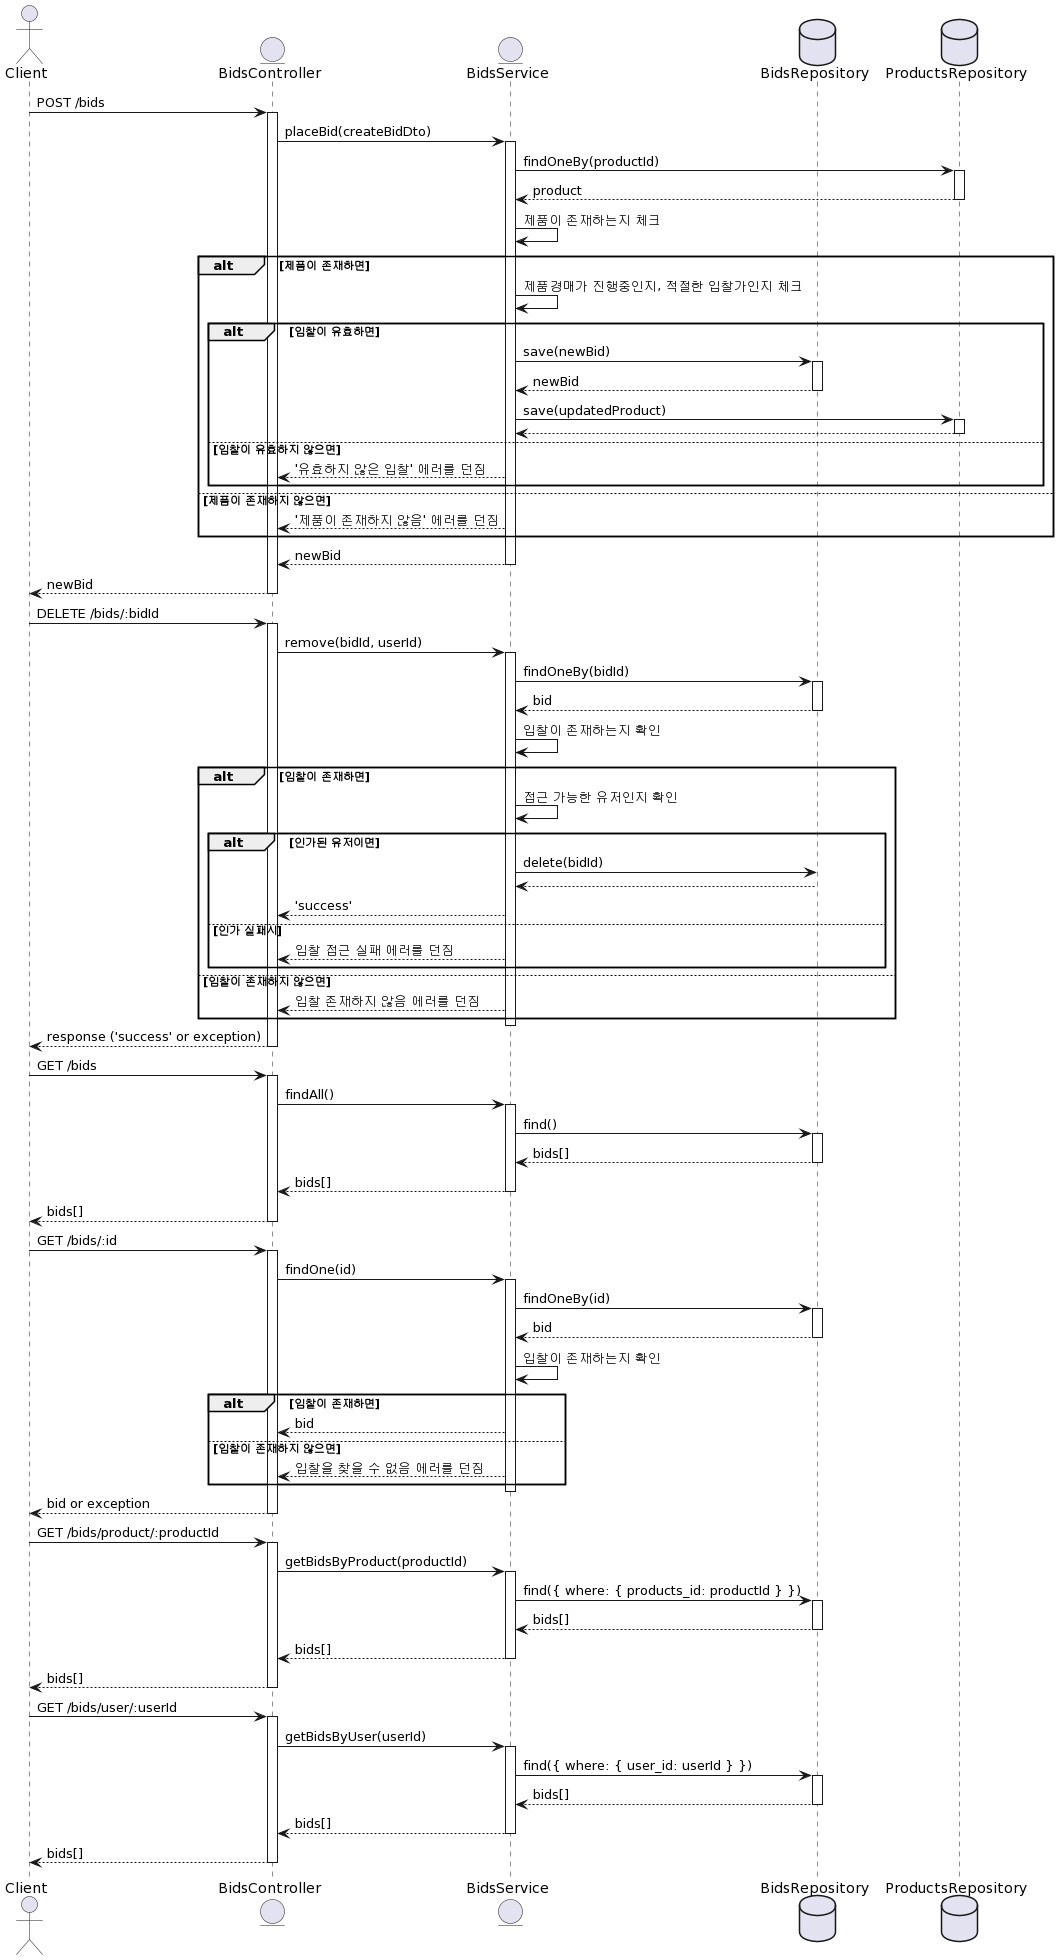 Client
BidsController
BidsService
BidsRepository
ProductsRepository
POST /bids
placeBid(createBidDto)
findOneBy(productId)
product
제품이 존재하는지 체크
alt [제품이 존재하면]
제품경매가 진행중인지, 적절한 입찰가인지 체크
alt [입찰이 유효하면]
save(newBid)
newBid
save(updatedProduct)
[입찰이 유효하지 않으면]
'유효하지 않은 입찰' 에러를 던짐
[제품이 존재하지 않으면]
'제품이 존재하지 않음' 에러를 던짐
newBid
newBid
DELETE /bids/:bidId
remove(bidId, userId)
findOneBy(bidId)
bid
입찰이 존재하는지 확인
alt [입찰이 존재하면]
접근 가능한 유저인지 확인
alt [인가된 유저이면]
delete(bidId)
'success'
[인가 실패시]
입찰 접근 실패 에러를 던짐
[입찰이 존재하지 않으면]
입찰 존재하지 않음 에러를 던짐
response ('success' or exception)
GET /bids
findAll()
find()
bids[]
bids[]
bids[]
GET /bids/:id
findOne(id)
findOneBy(id)
bid
입찰이 존재하는지 확인
alt [입찰이 존재하면]
bid
[입찰이 존재하지 않으면]
입찰을 찾을 수 없음 에러를 던짐
bid or exception
GET /bids/product/:productId
getBidsByProduct(productId)
find({ where: { products_id: productId } })
bids[]
bids[]
bids[]
GET /bids/user/:userId
getBidsByUser(userId)
find({ where: { user_id: userId } })
bids[]
bids[]
bids[]
Client
BidsController
BidsService
BidsRepository
ProductsRepository